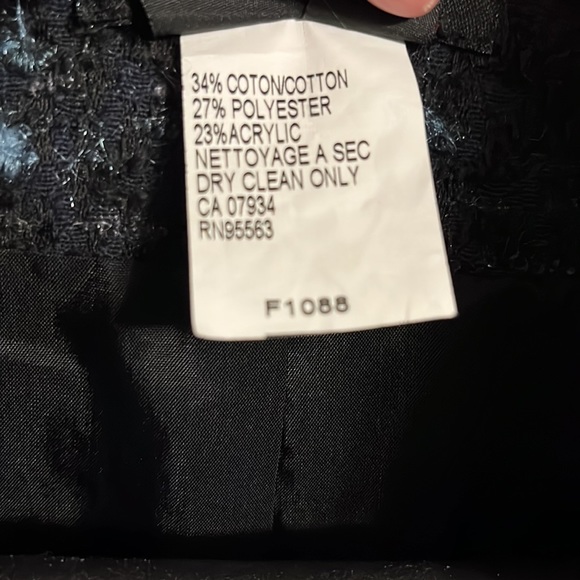 34% COTON/COTTON
27% POLYESTER
23%ACRYLIC
NETTOYAGE A SEC
DRY CLEAN ONLY
CA 07934
RN95563
F1088